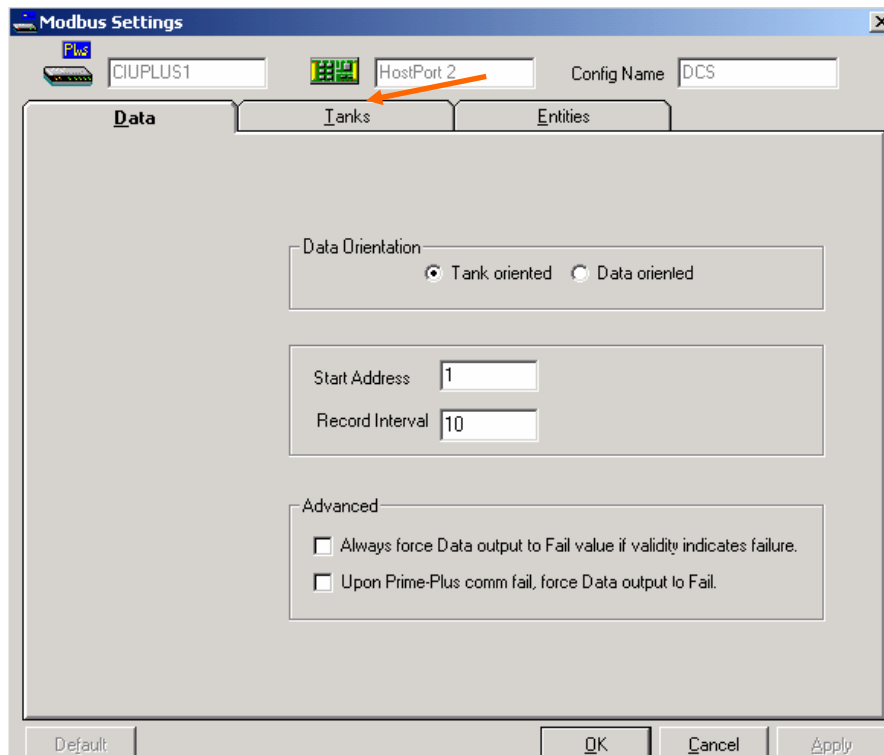 Modbus Settings
Plus
CIUPLUS1
HostPort 2
Config Name
DCS
Data
Tanks
Entities
Data Orientation
Tank oriented
Data oriented
Start Address
1
Record Interval
10
Advanced
Always force Data output to Fail value if validity indicates failure.
Upon Prime-Plus comm fail, force Data output to Fail.
Default
OK
Cancel
Apply